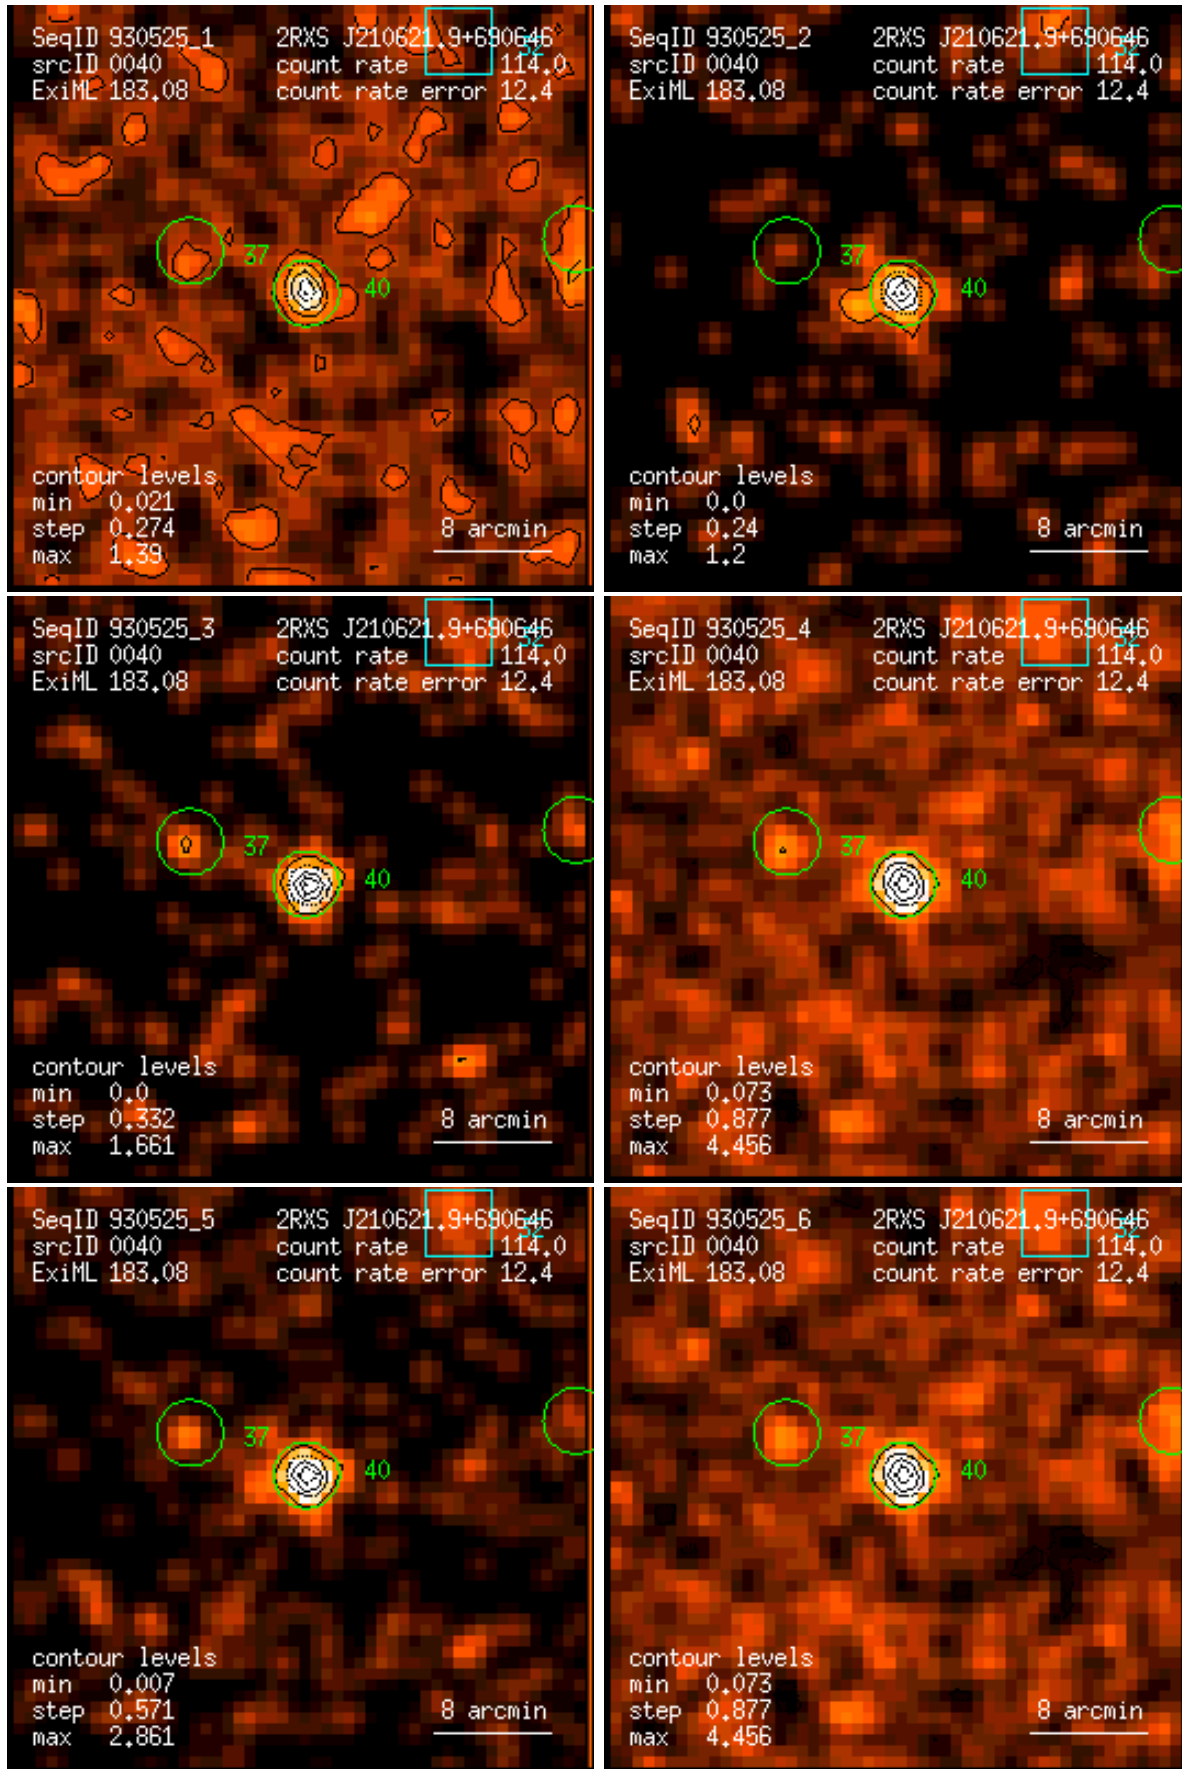 SeqID 930525_1 2RXS J210621.9+690646
52
srcID 0040 count rate 114.0
ExiML 183.08 count rate error 12.4
37
40
contour levels
min 0.021
step 0.274 8 arcmin
max 1.39
SeqID 930525_2 2RXS J210621.9+690646
srcID 0040 count rate 114.0
ExiML 183.08 count rate error 12.4
37
40
contour levels
min 0.0
step 0.24 8 arcmin
max 1.2
SeqID 930525_3 2RXS J210621.9+690646
srcID 0040 count rate 114.0
ExiML 183.08 count rate error 12.4
37
40
contour levels
min 0.0
step 0.332 8 arcmin
max 1.661
SeqID 930525_4 2RXS J210621.9+690646
srcID 0040 count rate 114.0
ExiML 183.08 count rate error 12.4
37
40
contour levels
min 0.073
step 0.877 8 arcmin
max 4.456
SeqID 930525_5 2RXS J210621.9+690646
srcID 0040 count rate 114.0
ExiML 183.08 count rate error 12.4
37
40
contour levels
min 0.007
step 0.571 8 arcmin
max 2.861
SeqID 930525_6 2RXS J210621.9+690646
srcID 0040 count rate 114.0
ExiML 183.08 count rate error 12.4
37
40
contour levels
min 0.073
step 0.877 8 arcmin
max 4.456